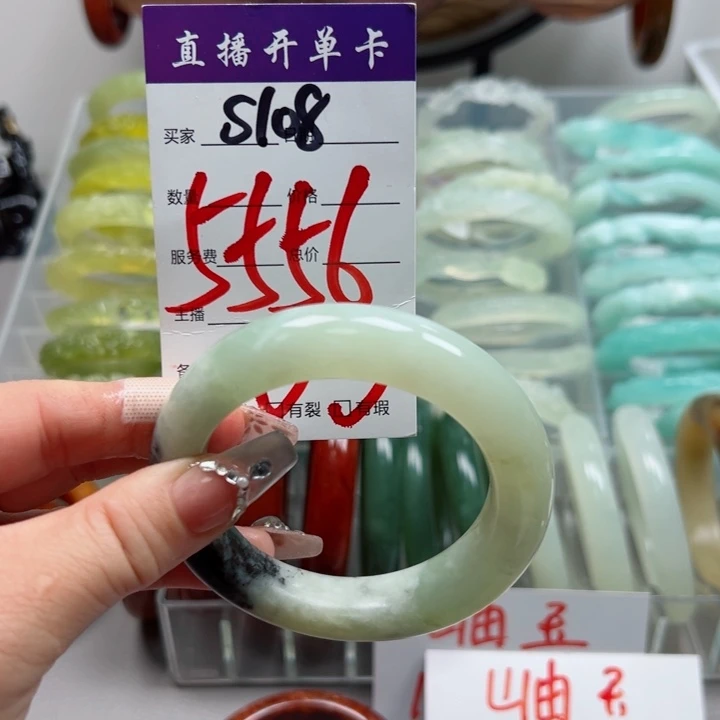 直播开单卡
买家 S108
数量 价格
5556
服务费 总价
主播
有裂 有瑕
岫玉
岫玉